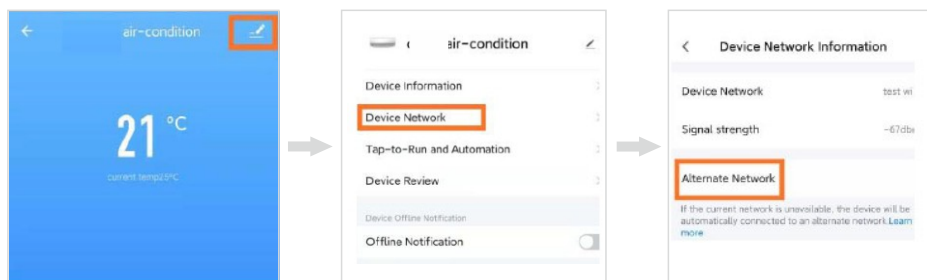 air-condition
21 °C
current temp25°C
air-condition
Device Information
Device Network
Tap-to-Run and Automation
Device Review
Device Offline Notification
Offline Notification
Device Network Information
Device Network test wi
Signal strength -67dbm
Alternate Network
If the current network is unavailable, the device will be
automatically connected to an alternate network.Learn
more